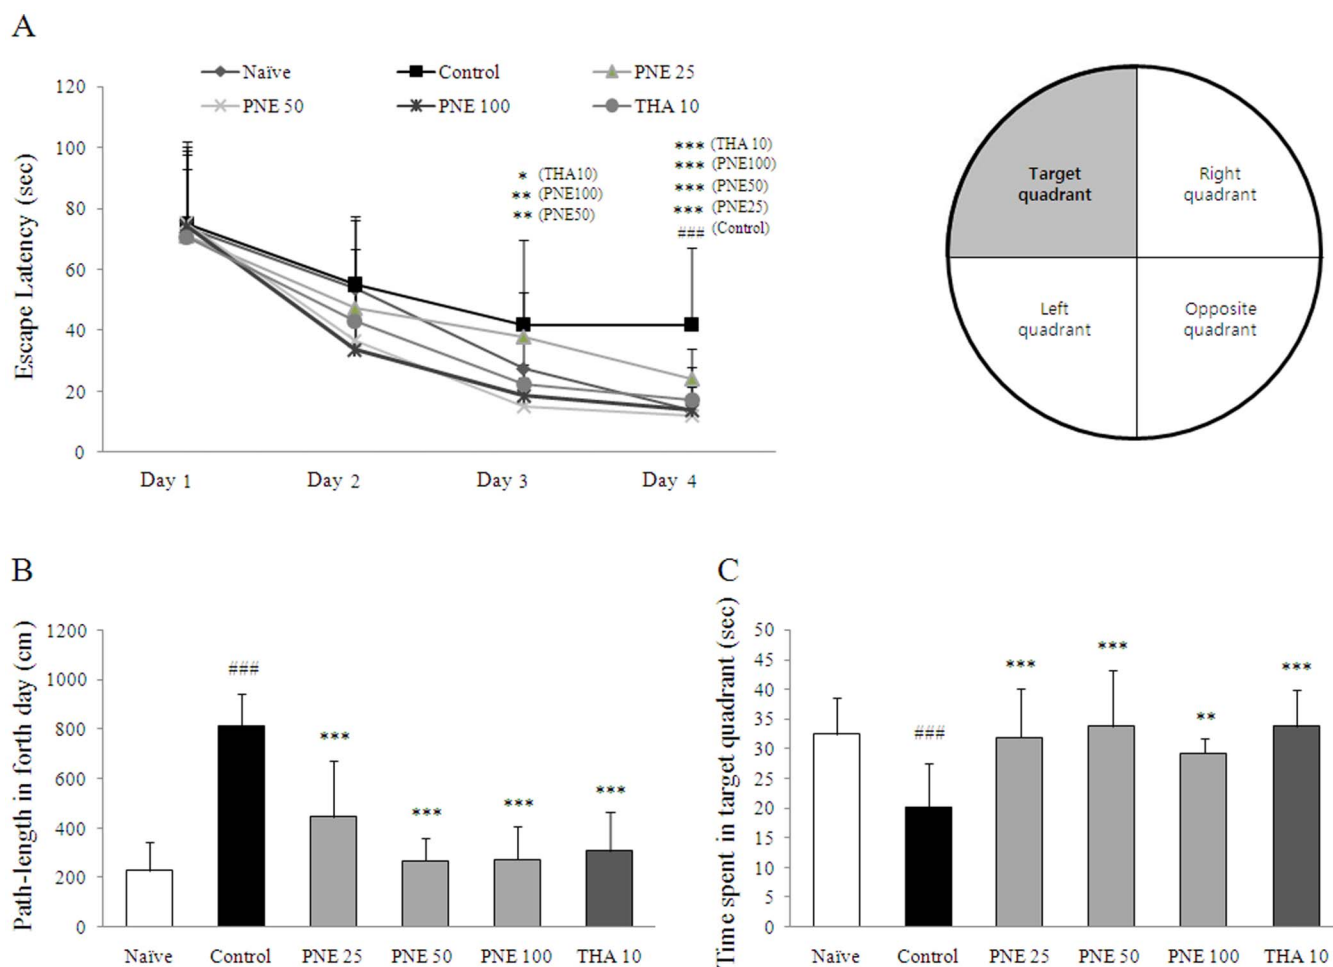 A
Naïve
Control
PNE 25
PNE 50
PNE 100
THA 10
Escape Latency (sec)
120
100
80
60
40
20
0
* (THA10)
** (PNE100)
** (PNE50)
*** (THA 10)
*** (PNE100)
*** (PNE50)
*** (PNE25)
### (Control)
Day 1
Day 2
Day 3
Day 4
Target
quadrant
Right
quadrant
Left
quadrant
Opposite
quadrant
B
Path-length in forth day (cm)
1200
1000
800
600
400
200
0
###
***
***
***
***
Naïve
Control
PNE 25
PNE 50
PNE 100
THA 10
C
Time spent in target quadrant (sec)
50
45
40
35
30
25
20
15
10
5
0
###
***
***
**
***
Naïve
Control
PNE 25
PNE 50
PNE 100
THA 10